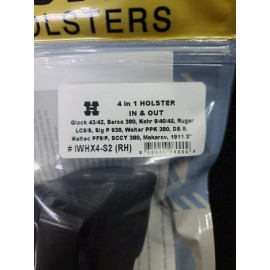 HOLSTERS
4 in 1 HOLSTER
IN & OUT
Glock 43/42, Bersa 380, Kahr 9/40/45, Ruger
LC9/8, Sig P 938, Walter PPK 380, DB 9,
Keltec PF9/P, SCCY 380, Makarov, 1911 3"
# IWHX4-S2 (RH)